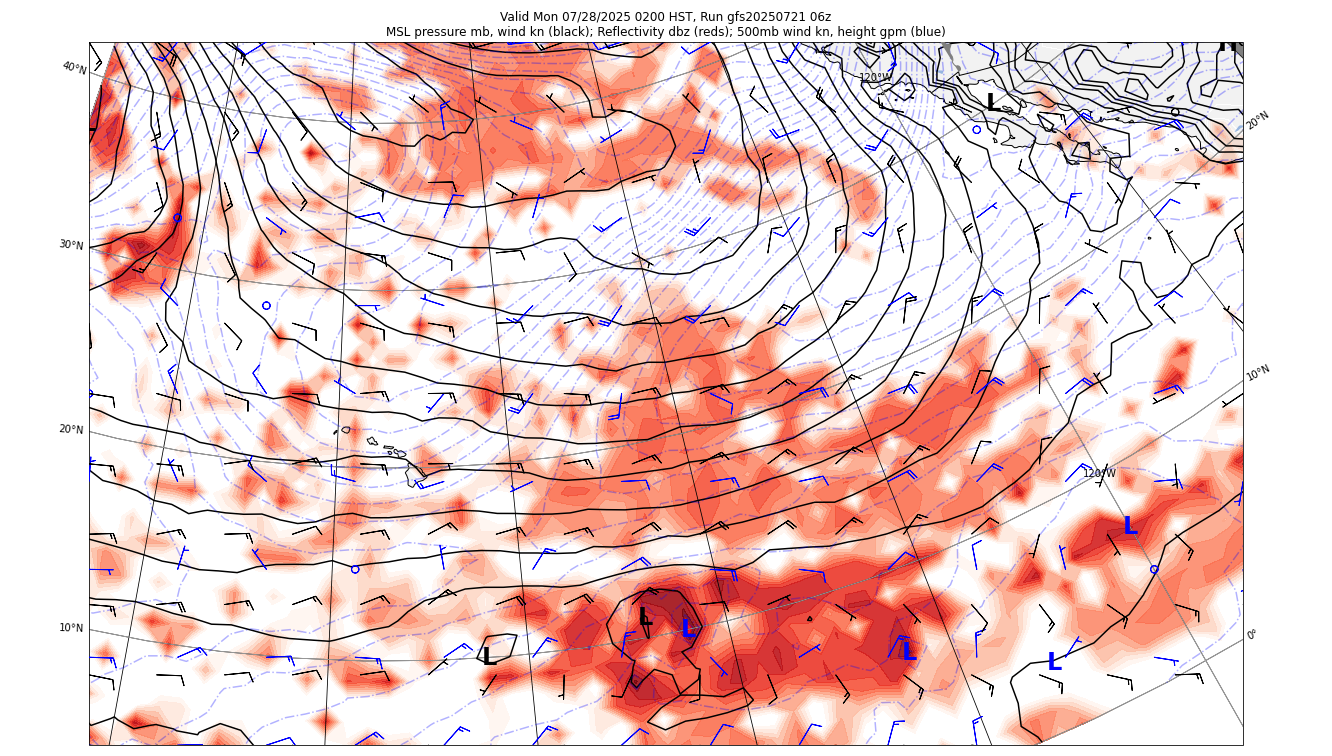 Valid Mon 07/28/2025 0200 HST, Run gfs20250721 06z
MSL pressure mb, wind kn (black); Reflectivity dbz (reds); 500mb wind kn, height gpm (blue)
H
40°N
120°W
L
20°N
30°N
10°N
20°N
120°W
L
L
10°N
L
0°
L
L
L